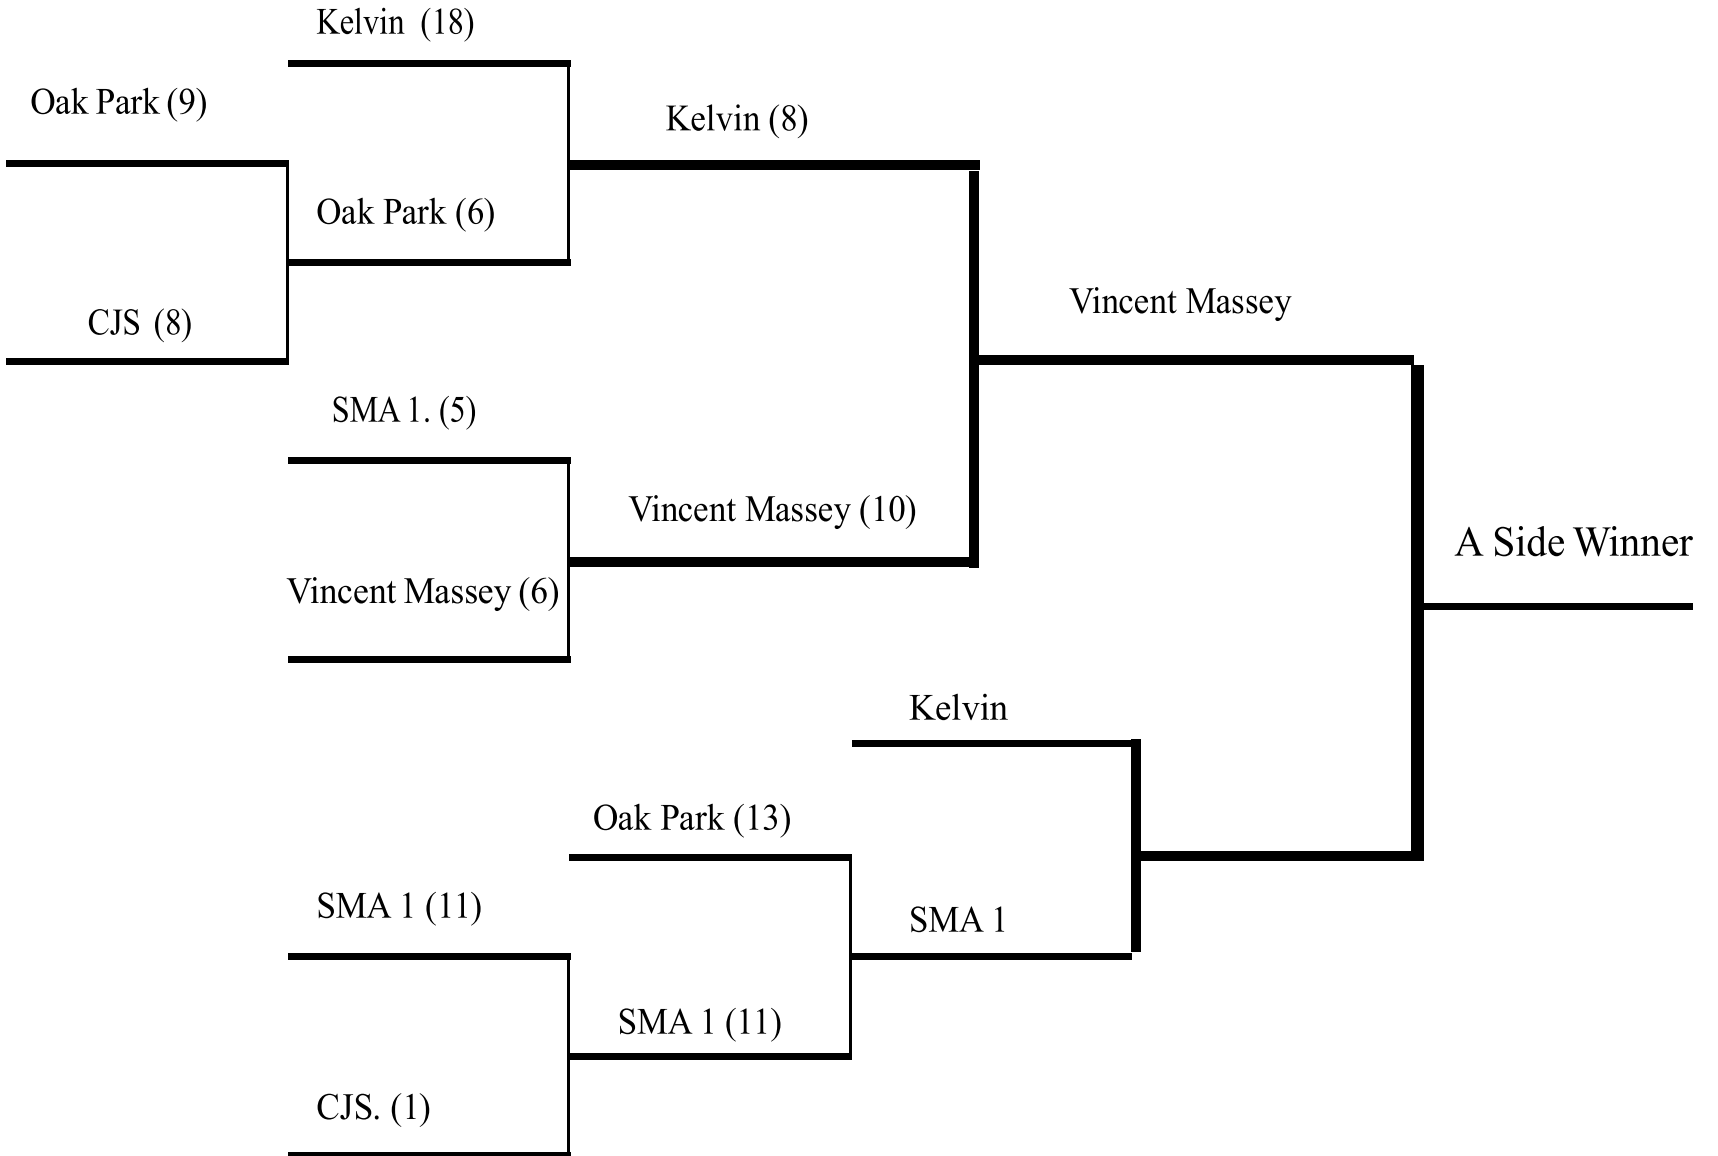 Kelvin (18)
Oak Park (9)
Kelvin (8)
Oak Park (6)
Vincent Massey
CJS (8)
SMA 1. (5)
Vincent Massey (10)
A Side Winner
Vincent Massey (6)
Kelvin
Oak Park (13)
SMA 1 (11)
SMA 1
SMA 1 (11)
CJS. (1)